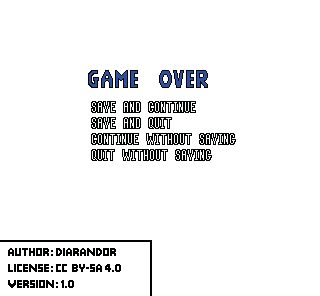 GAME OVER
SAVE AND CONTINUE
SAVE AND QUIT
CONTINUE WITHOUT SAVING
QUIT WITHOUT SAVING
AUTHOR: DIARANDOR
LICENSE: CC BY-SA 4.0
VERSION: 1.0